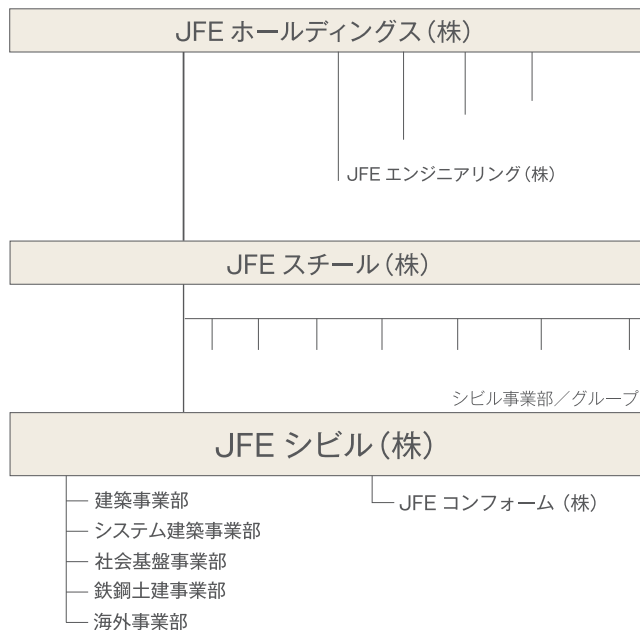 JFE ホールディングス（株）
JFE エンジニアリング（株）
JFE スチール（株）
シビル事業部／グループ
JFE シビル（株）
建築事業部
JFE コンフォーム （株）
システム建築事業部
社会基盤事業部
鉄鋼土建事業部
海外事業部